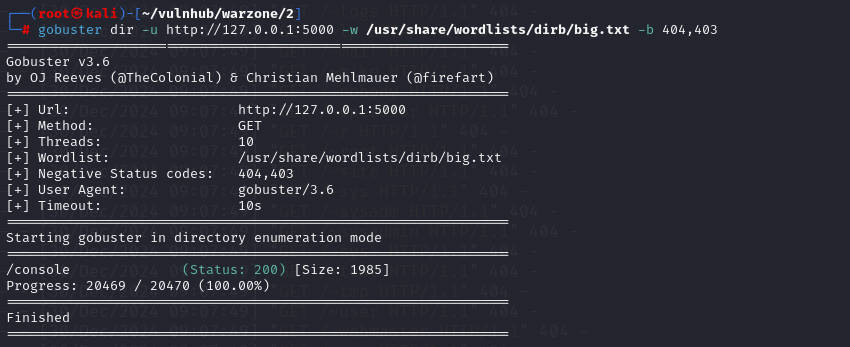 ┌──(root㉿kali)-[~/vulnhub/warzone/2]
└─# gobuster dir -u http://127.0.0.1:5000 -w /usr/share/wordlists/dirb/big.txt -b 404,403
===============================================================
Gobuster v3.6
by OJ Reeves (@TheColonial) & Christian Mehlmauer (@firefart)
===============================================================
[+] Url:                     http://127.0.0.1:5000
[+] Method:                  GET
[+] Threads:                 10
[+] Wordlist:                /usr/share/wordlists/dirb/big.txt
[+] Negative Status codes:   404,403
[+] User Agent:              gobuster/3.6
[+] Timeout:                 10s
===============================================================
Starting gobuster in directory enumeration mode
===============================================================
/console              (Status: 200) [Size: 1985]
Progress: 20469 / 20470 (100.00%)
===============================================================
Finished
===============================================================